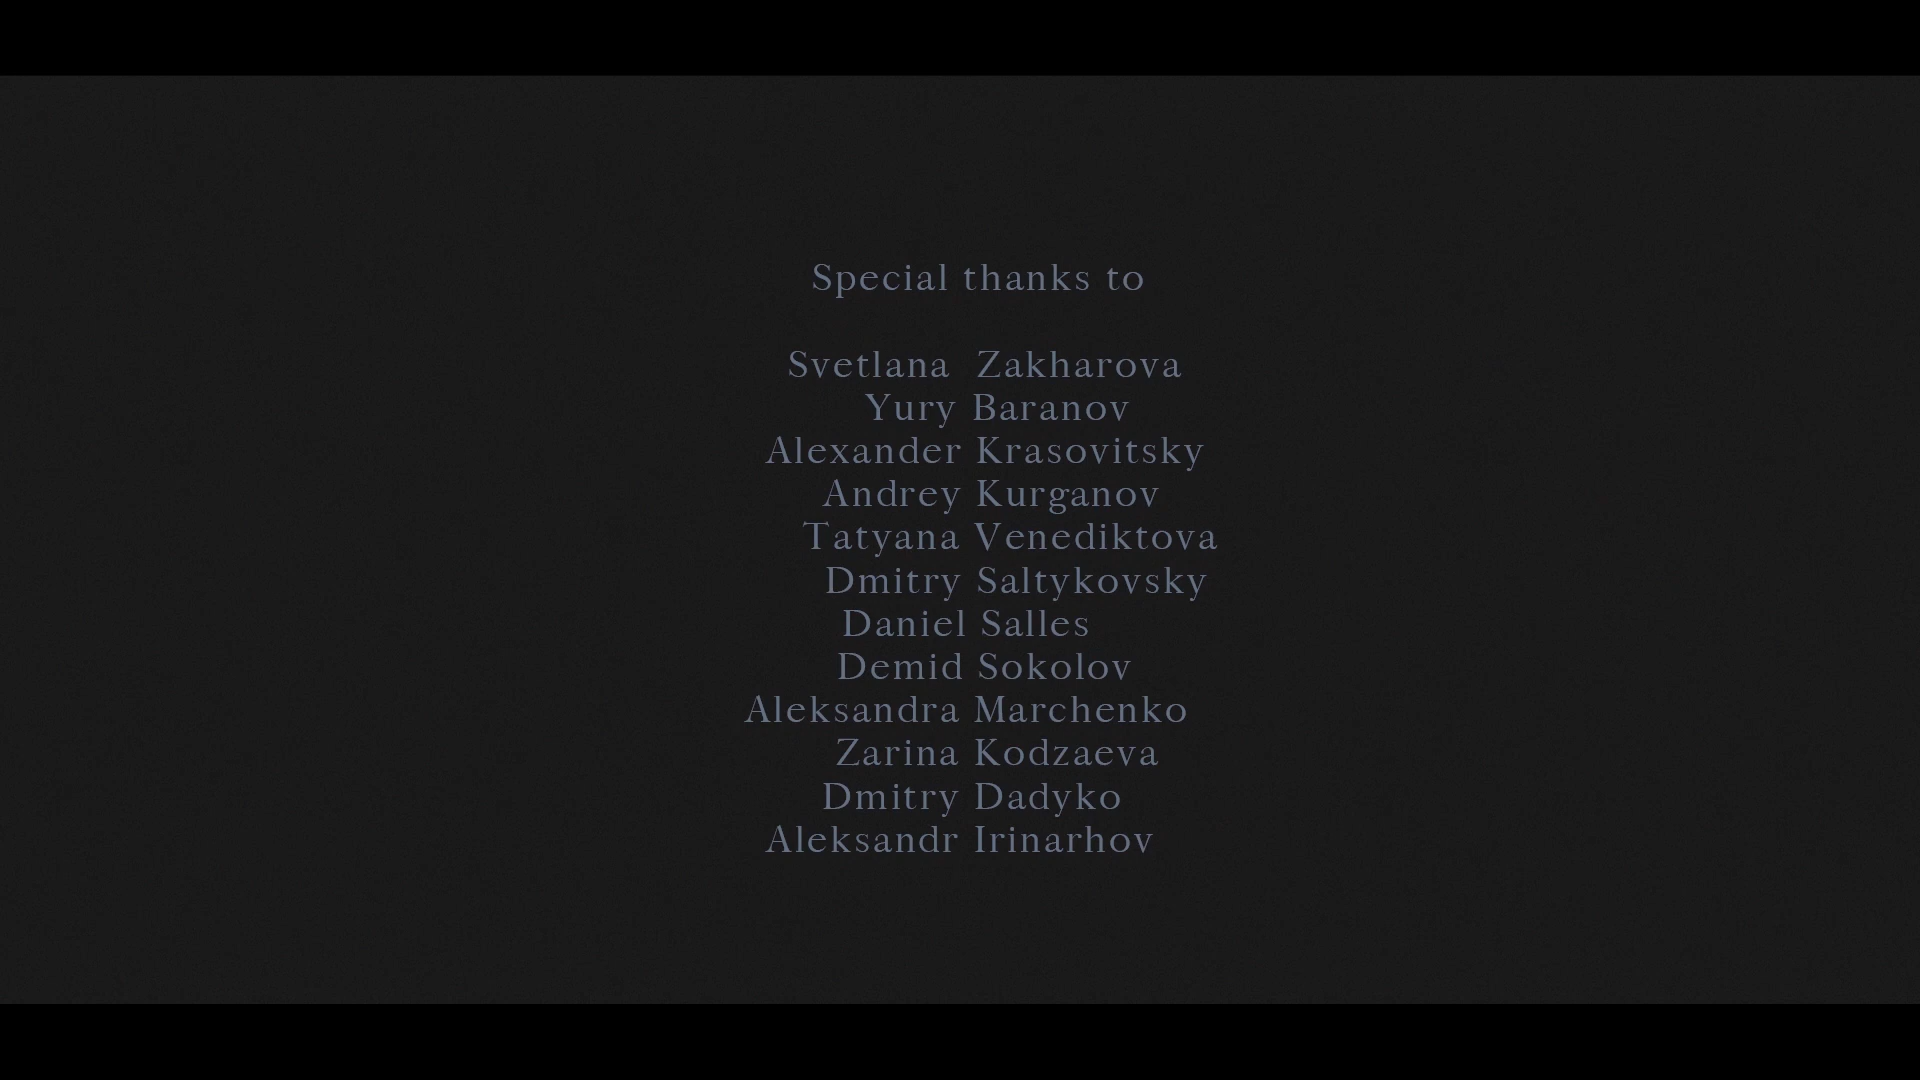 Special thanks to
Svetlana Zakharova
Yury Baranov
Alexander Krasovitsky
Andrey Kurganov
Tatyana Venediktova
Dmitry Saltykovsky
Daniel Salles
Demid Sokolov
Aleksandra Marchenko
Zarina Kodzaeva
Dmitry Dadyko
Aleksandr Irinarhov